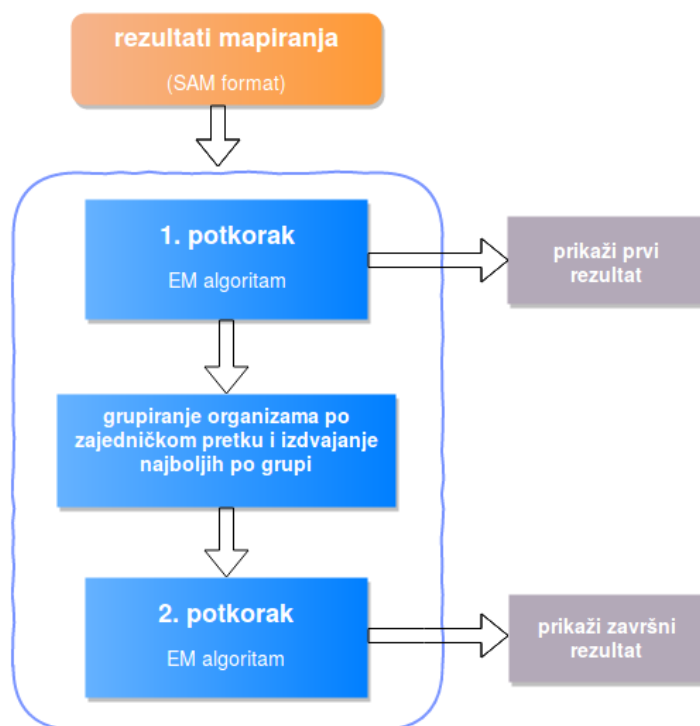 rezultati mapiranja
(SAM format)
1. potkorak
EM algoritam
prikaži prvi
rezultat
grupiranje organizama po
zajedničkom pretku i izdvajanje
najboljih po grupi
2. potkorak
EM algoritam
prikaži završni
rezultat